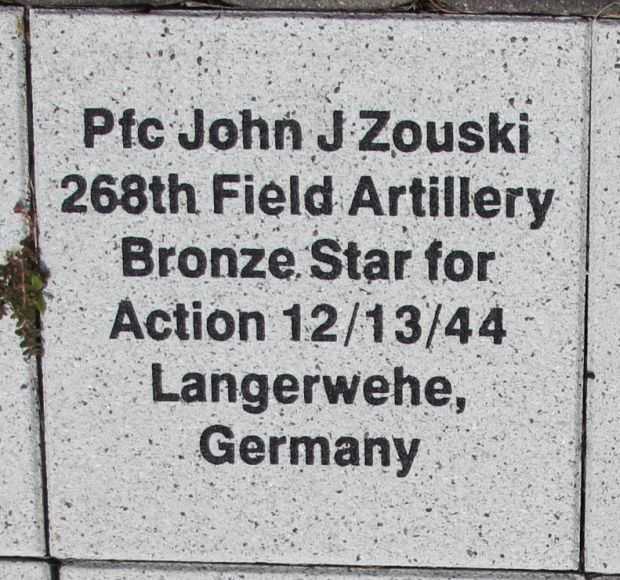 Pfc John J Zouski
268th Field Artillery
Bronze Star for
Action 12/13/44
Langerwehe,
Germany